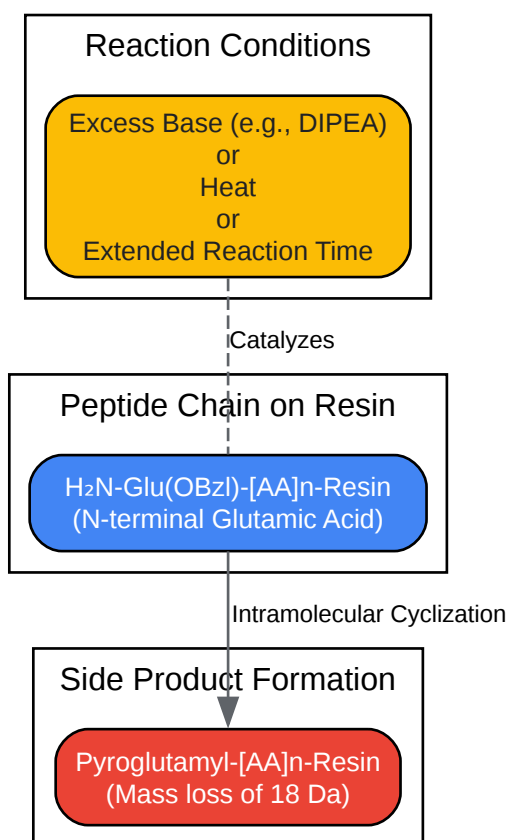 Reaction Conditions
Excess Base (e.g., DIPEA)
or
Heat
or
Extended Reaction Time
Catalyzes
Peptide Chain on Resin
H₂N-Glu(OBzl)-[AA]n-Resin
(N-terminal Glutamic Acid)
Intramolecular Cyclization
Side Product Formation
Pyroglutamyl-[AA]n-Resin
(Mass loss of 18 Da)